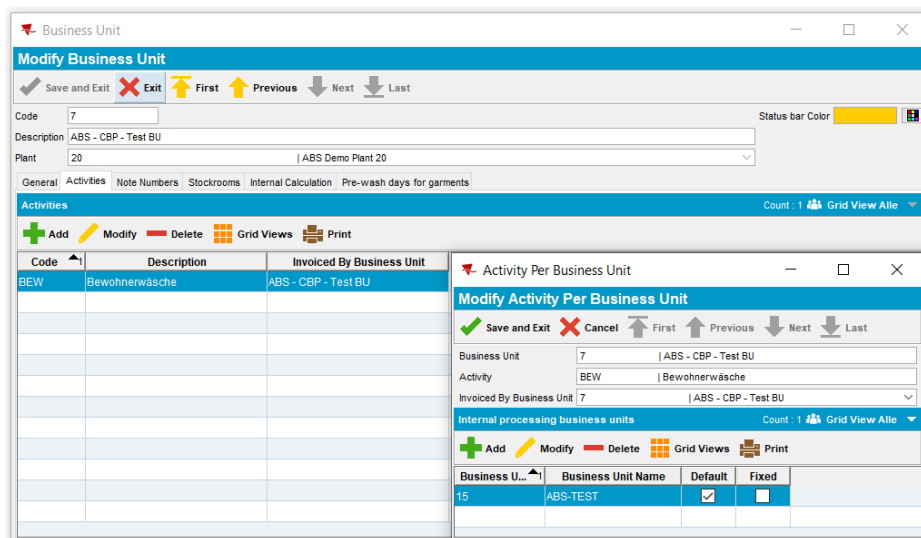 Business Unit
Modify Business Unit
Save and Exit Exit First Previous Next Last
Code 7 Status bar Color
Description ABS - CBP - Test BU
Plant 20 | ABS Demo Plant 20
General Activities Note Numbers Stockrooms Internal Calculation Pre-wash days for garments
Activities Count : 1 Grid View Alle
Add Modify Delete Grid Views Print
Code 1 Description Invoiced By Business Unit
BEW Bewohnerwäsche ABS - CBP - Test BU
Activity Per Business Unit
Modify Activity Per Business Unit
Save and Exit Cancel First Previous Next Last
Business Unit 7 | ABS - CBP - Test BU
Activity BEW | Bewohnerwäsche
Invoiced By Business Unit 7 | ABS - CBP - Test BU
Internal processing business units Count : 1 Grid View Alle
Add Modify Delete Grid Views Print
Business U... 1 Business Unit Name Default Fixed
15 ABS-TEST